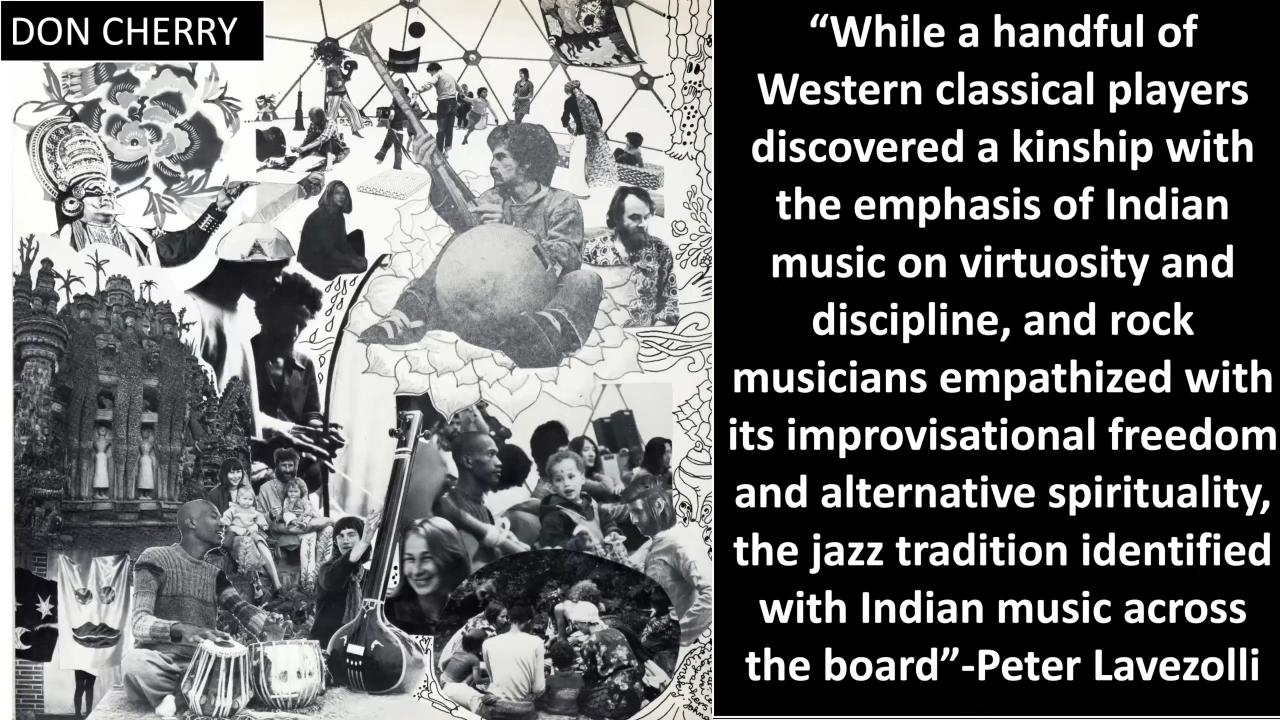 DON CHERRY
“While a handful of
Western classical players
discovered a kinship with
the emphasis of Indian
music on virtuosity and
discipline, and rock
musicians empathized with
its improvisational freedom
and alternative spirituality,
the jazz tradition identified
with Indian music across
the board”-Peter Lavezolli